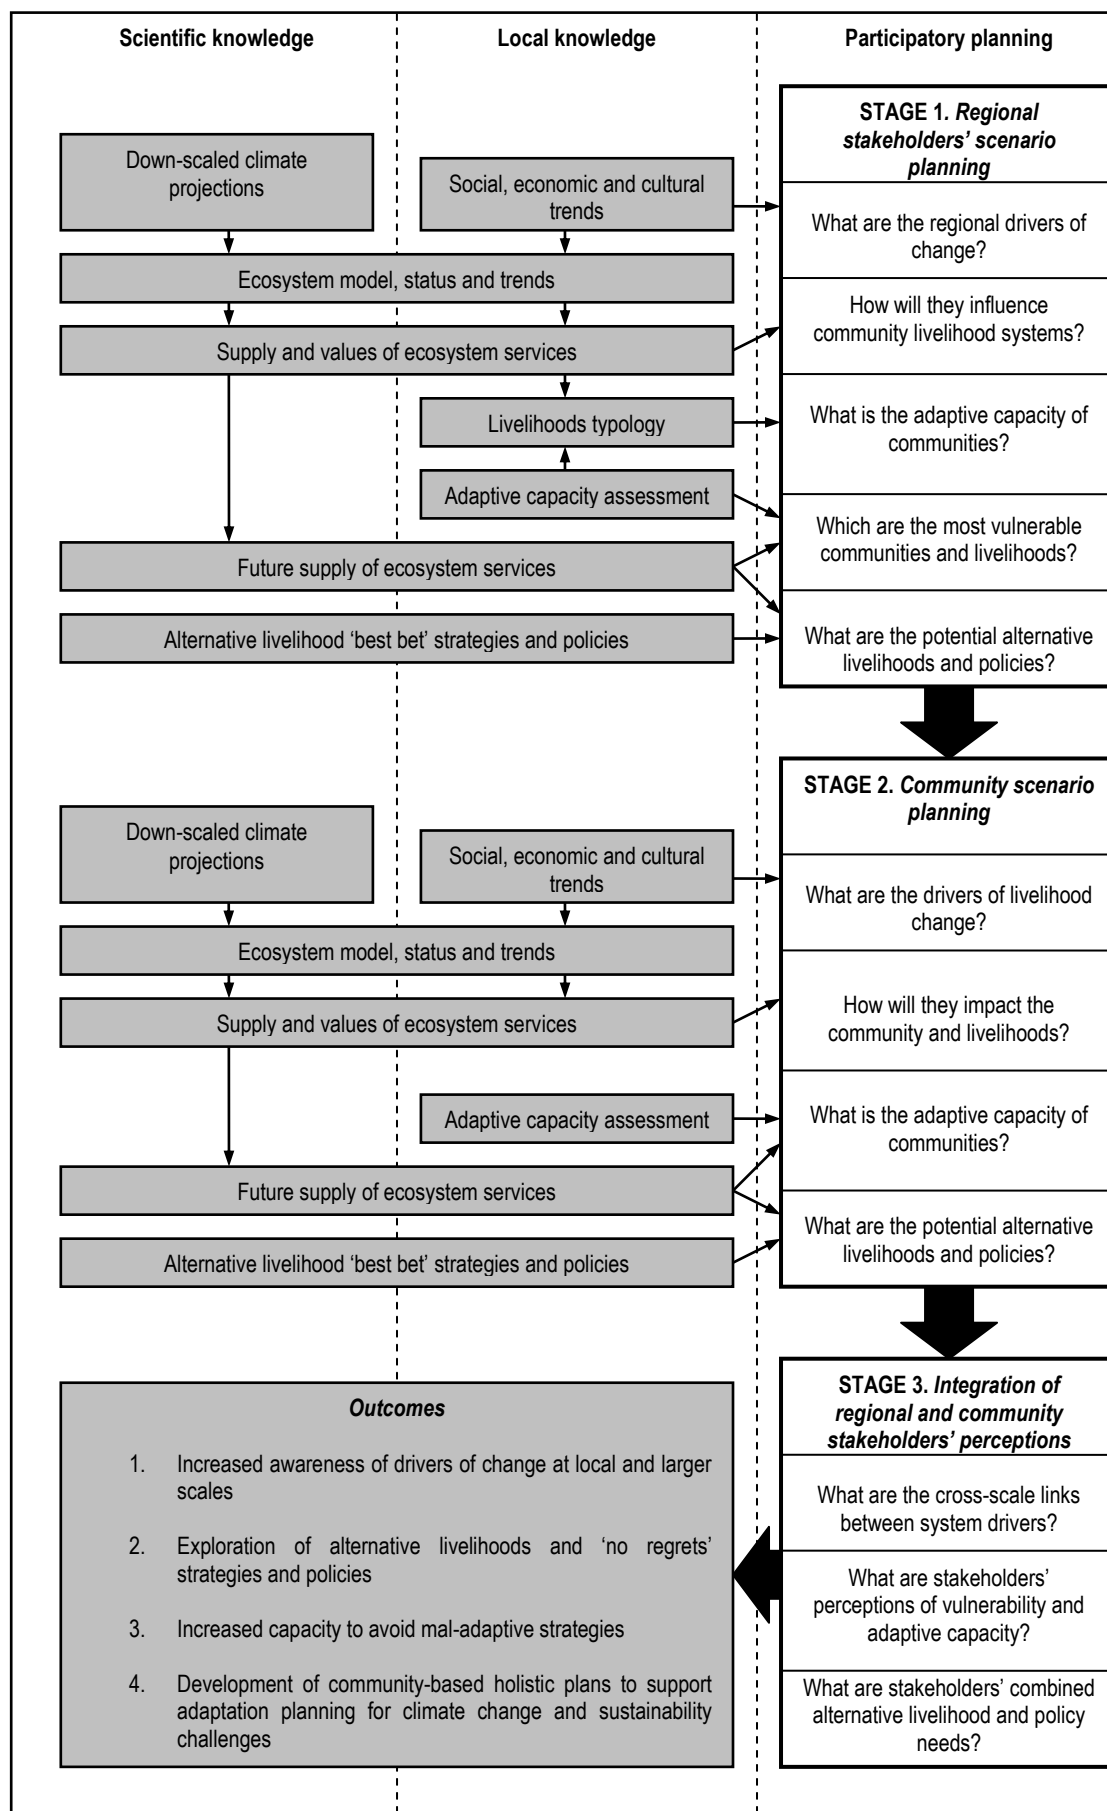 Scientific knowledge
Local knowledge
Participatory planning
STAGE 1. Regional
stakeholders’ scenario
planning
Down-scaled climate
projections
Social, economic and cultural
trends
What are the regional drivers of
change?
Ecosystem model, status and trends
How will they influence
community livelihood systems?
Supply and values of ecosystem services
Livelihoods typology
What is the adaptive capacity of
communities?
Adaptive capacity assessment
Which are the most vulnerable
communities and livelihoods?
Future supply of ecosystem services
Alternative livelihood ‘best bet’ strategies and policies
What are the potential alternative
livelihoods and policies?
STAGE 2. Community scenario
planning
Down-scaled climate
projections
Social, economic and cultural
trends
What are the drivers of livelihood
change?
Ecosystem model, status and trends
Supply and values of ecosystem services
How will they impact the
community and livelihoods?
Adaptive capacity assessment
What is the adaptive capacity of
communities?
Future supply of ecosystem services
What are the potential alternative
livelihoods and policies?
Alternative livelihood ‘best bet’ strategies and policies
STAGE 3. Integration of
regional and community
stakeholders’ perceptions
What are the cross-scale links
between system drivers?
What are stakeholders’
perceptions of vulnerability and
adaptive capacity?
What are stakeholders’ combined
alternative livelihood and policy
needs?
Outcomes
1. Increased awareness of drivers of change at local and larger
scales
2. Exploration of alternative livelihoods and ‘no regrets’
strategies and policies
3. Increased capacity to avoid mal-adaptive strategies
4. Development of community-based holistic plans to support
adaptation planning for climate change and sustainability
challenges